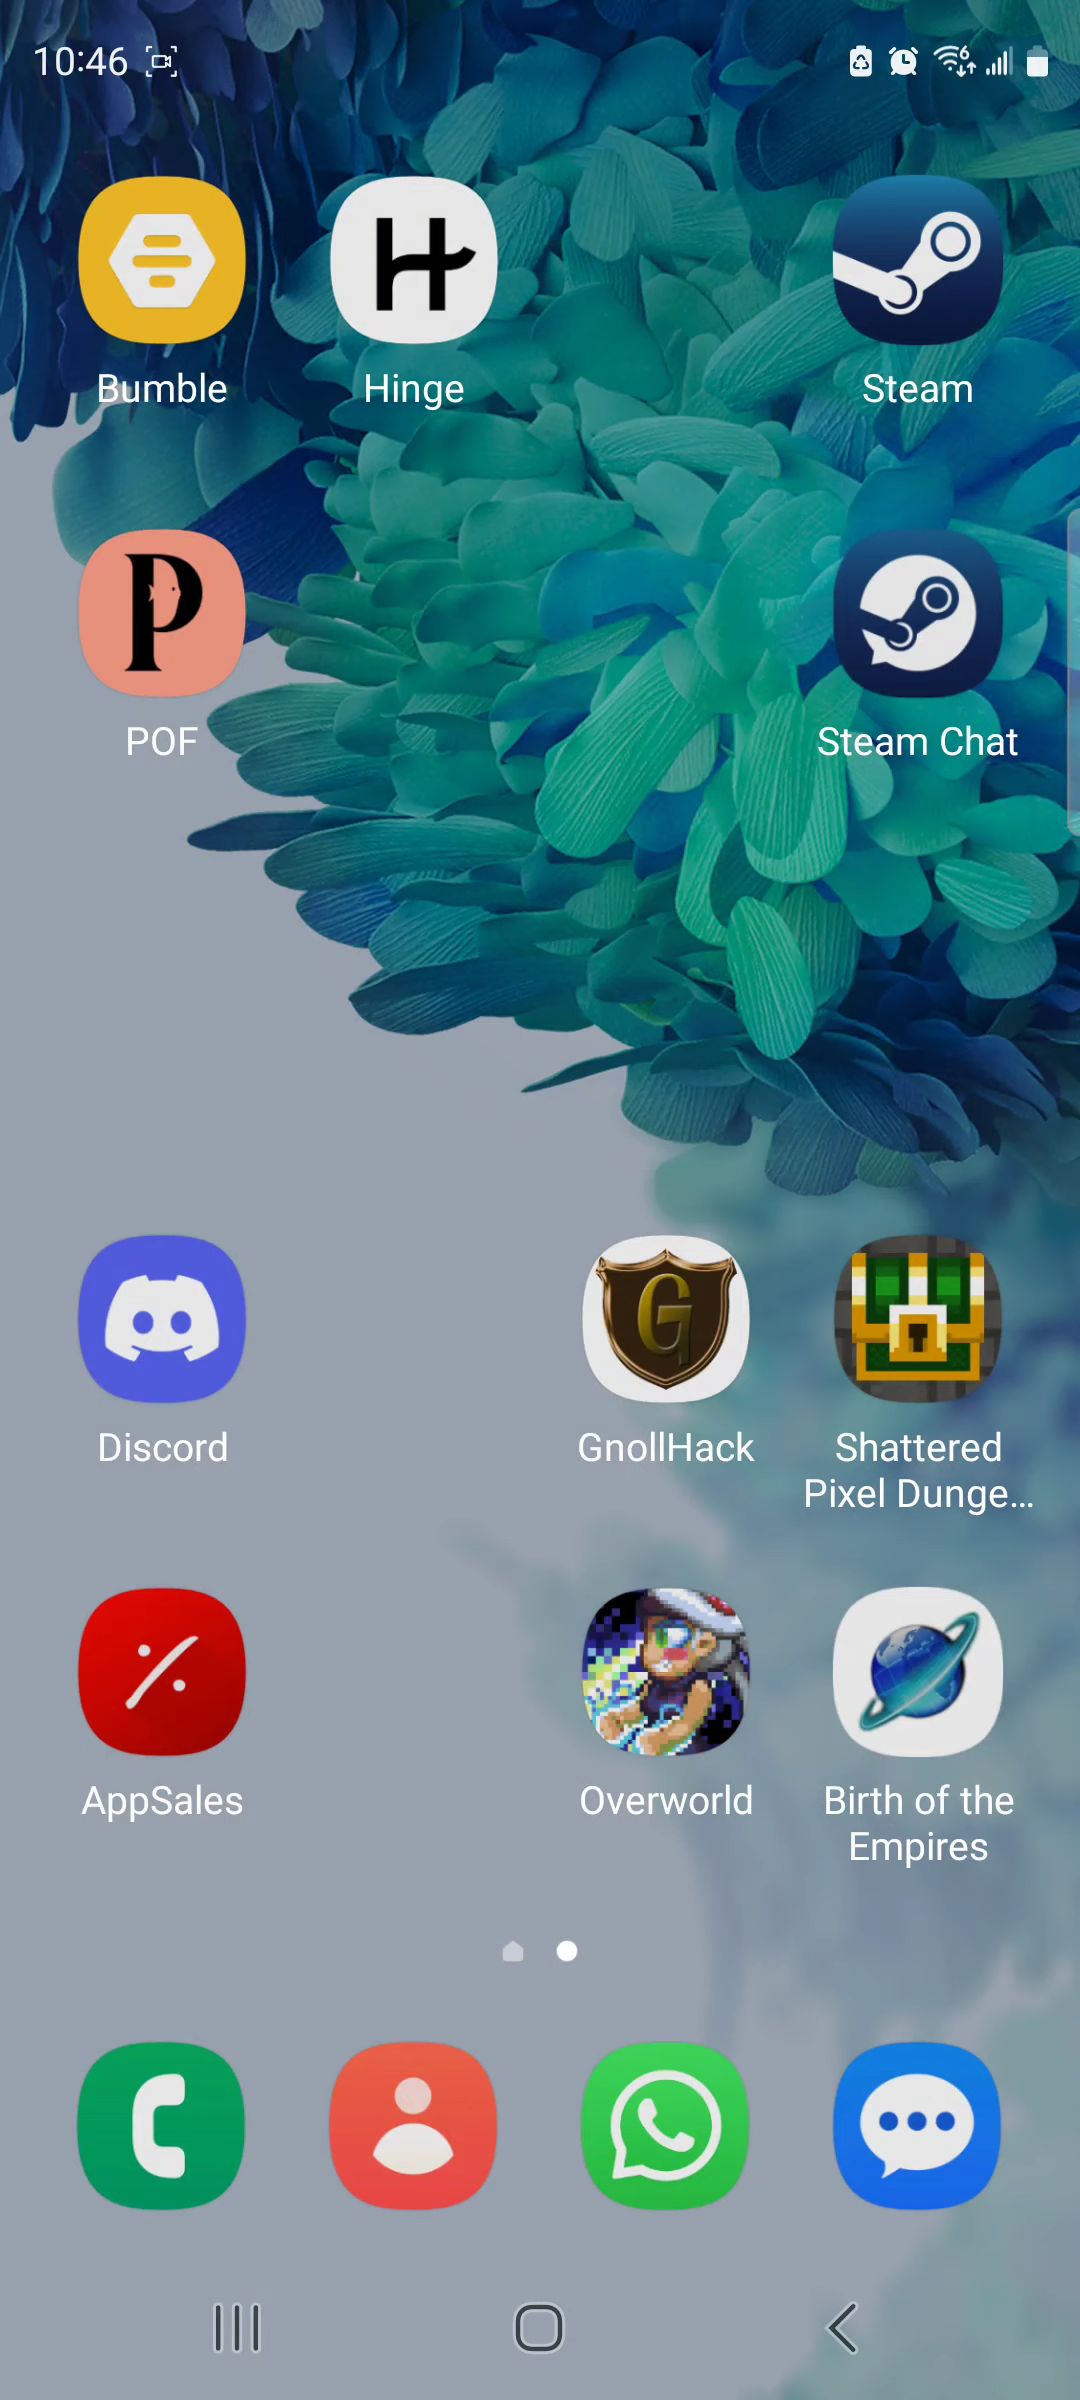 10:46
Bumble
Hinge
Steam
POF
Steam Chat
Discord
GnollHack
Shattered
Pixel Dunge...
AppSales
Overworld
Birth of the
Empires